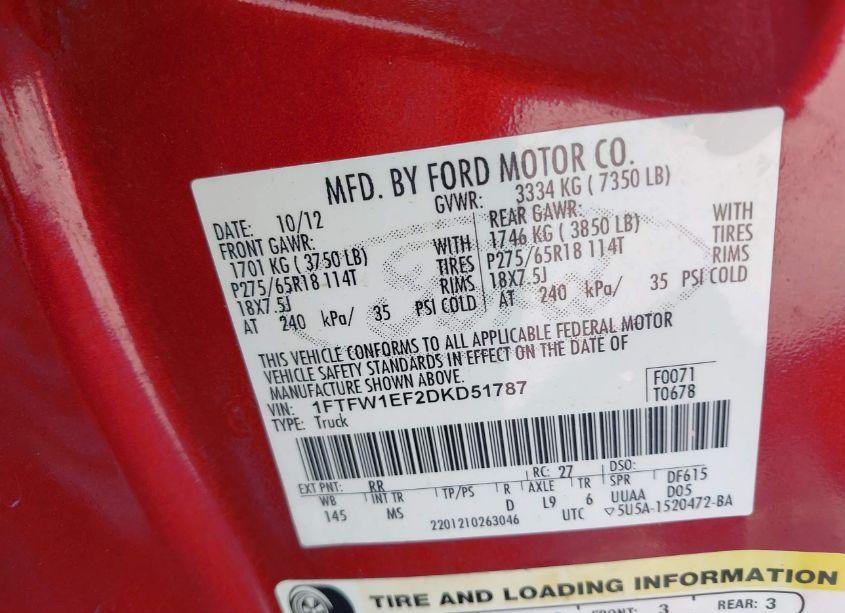 MFD. BY FORD MOTOR CO.
DATE: 10/12 GVWR: 3334 KG ( 7350 LB)
FRONT GAWR: REAR GAWR:
1701 KG ( 3750 LB) WITH 1746 KG ( 3850 LB) WITH
P275/65R18 114T TIRES P275/65R18 114T TIRES
18X7.5J RIMS 18X7.5J RIMS
AT 240 kPa/ 35 PSI COLD AT 240 kPa/ 35 PSI COLD
THIS VEHICLE CONFORMS TO ALL APPLICABLE FEDERAL MOTOR
VEHICLE SAFETY STANDARDS IN EFFECT ON THE DATE OF
MANUFACTURE SHOWN ABOVE.
VIN: 1FTFW1EF2DKD51787 F0071
TYPE: Truck T0678
EXT PNT: RR RC: 27 DSO:
WB INT TR TP/PS R AXLE TR SPR DF615
145 MS D L9 6 UUAA D05
2201210263046 UTC ▽5U5A-1520472-BA
TIRE AND LOADING INFORMATION
FRONT: 3 REAR: 3